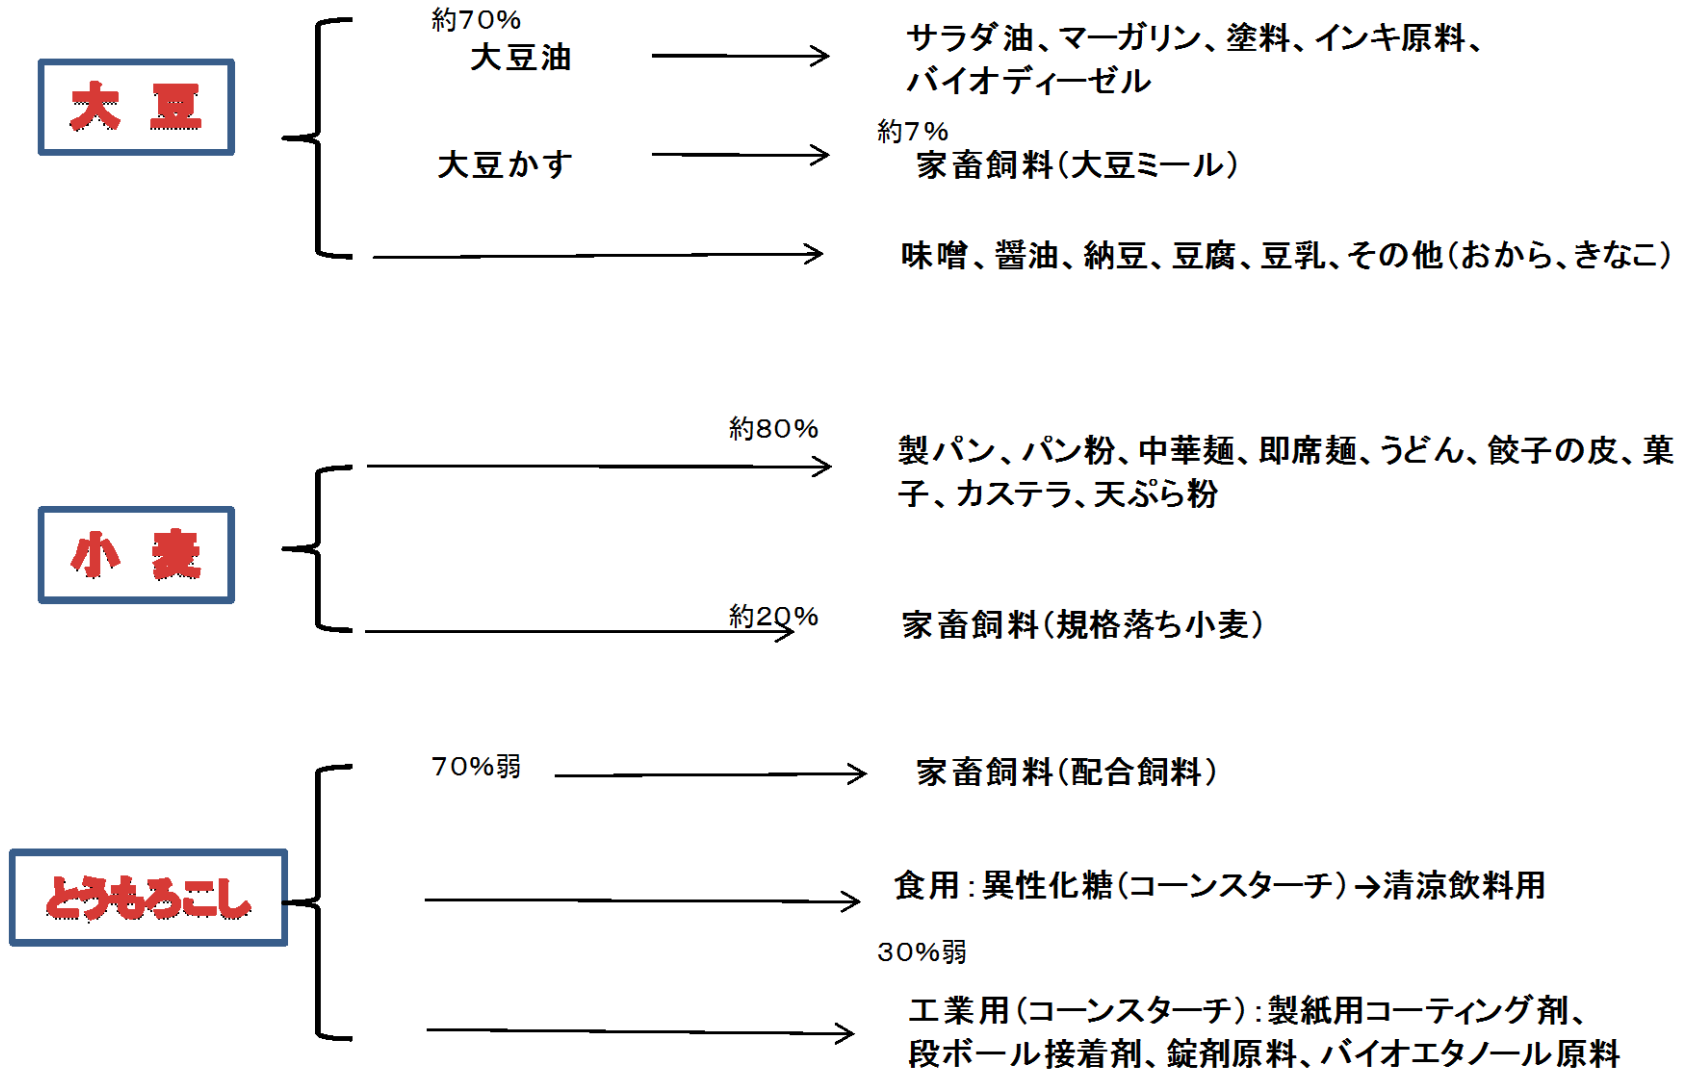 約70%
大豆油
サラダ油、マーガリン、塗料、インキ原料、
バイオディーゼル
大 豆
約7%
大豆かす
家畜飼料(大豆ミール)
味噌、醤油、納豆、豆腐、豆乳、その他(おから、きなこ)
約80%
製パン、パン粉、中華麺、即席麺、うどん、餃子の皮、菓
子、カステラ、天ぷら粉
小 麦
約20%
家畜飼料(規格落ち小麦)
70%弱
家畜飼料(配合飼料)
とうもろこし
食用:異性化糖(コーンスターチ)→清涼飲料用
30%弱
工業用(コーンスターチ):製紙用コーティング剤、
段ボール接着剤、錠剤原料、バイオエタノール原料